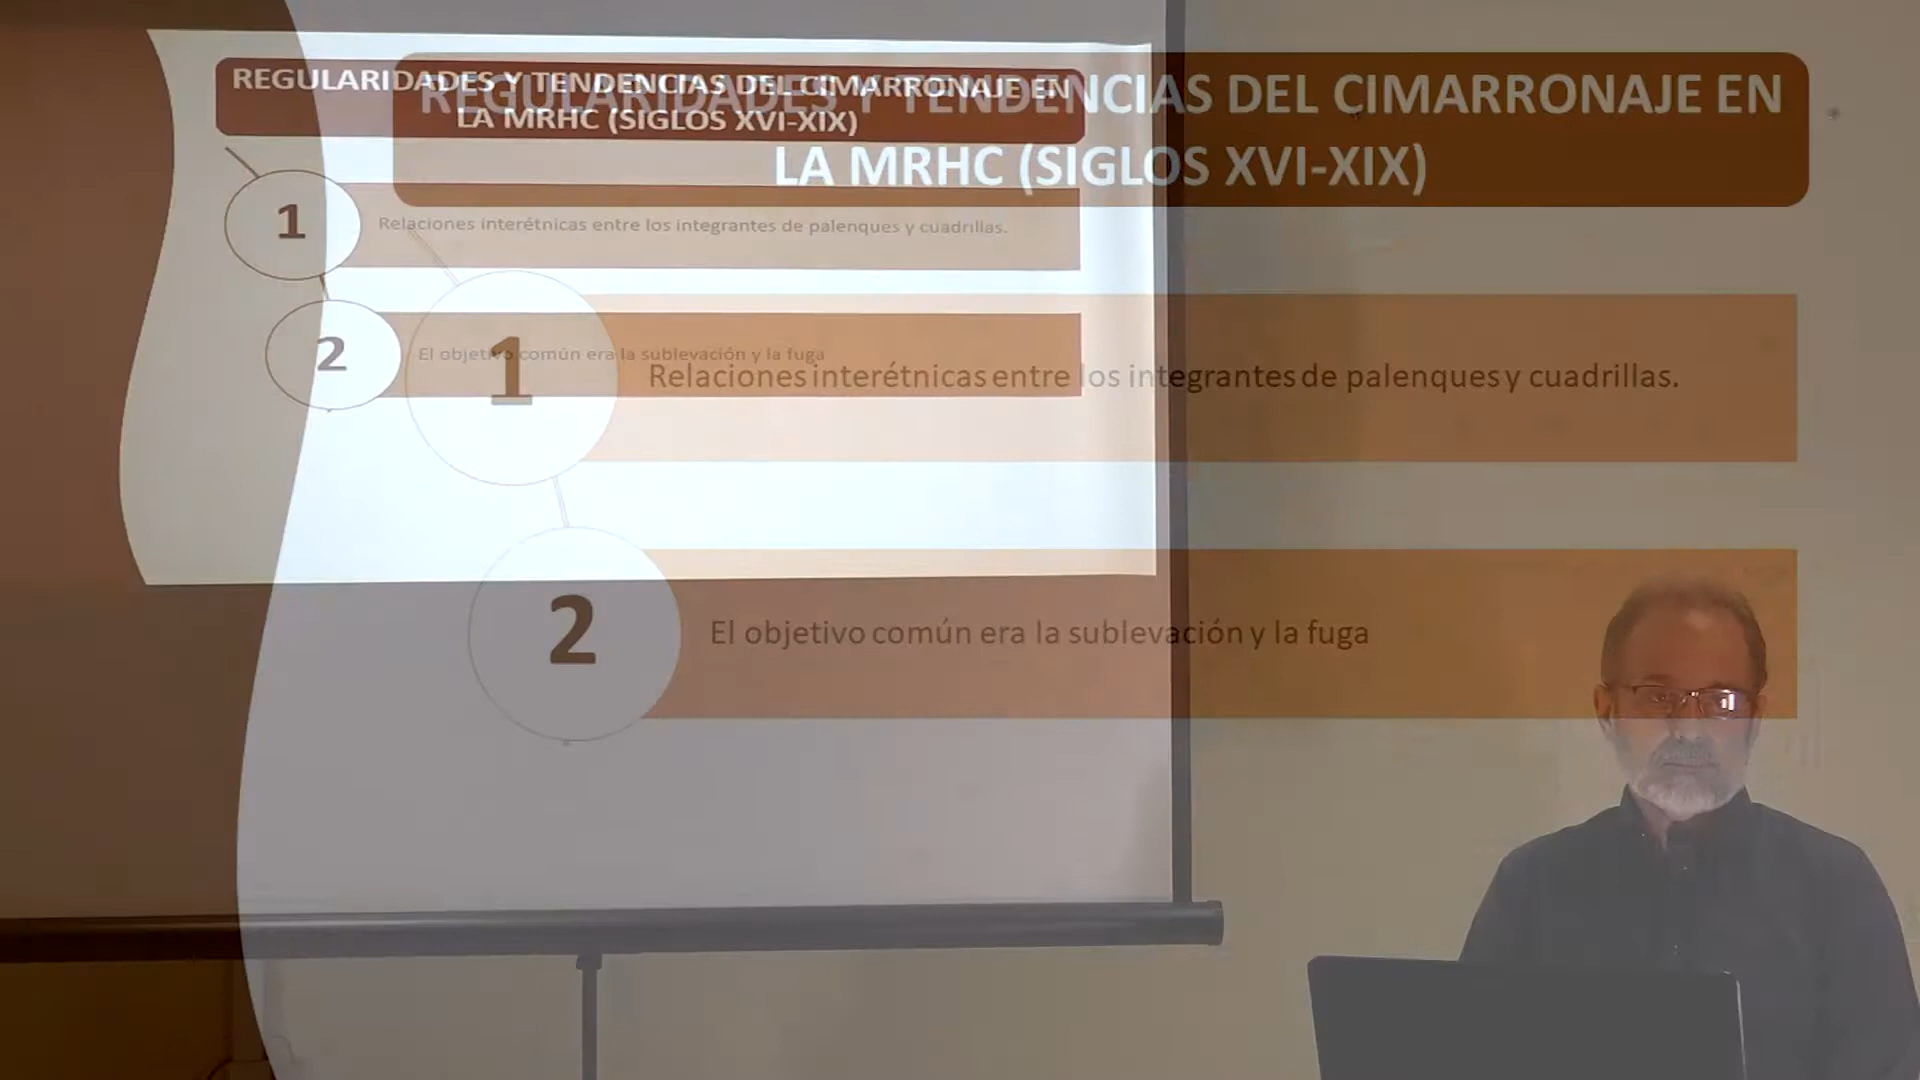 REGULARIDADES Y TENDENCIAS DEL CIMARRONAJE EN
LA MRHC (SIGLOS XVI-XIX)
1
Relaciones interétnicas entre los integrantes de palenques y cuadrillas.
2
El objetivo común era la sublevación y la fuga
REGULARIDADES Y TENDENCIAS DEL CIMARRONAJE EN
LA MRHC (SIGLOS XVI-XIX)
1
Relaciones interétnicas entre los integrantes de palenques y cuadrillas.
2
El objetivo común era la sublevación y la fuga